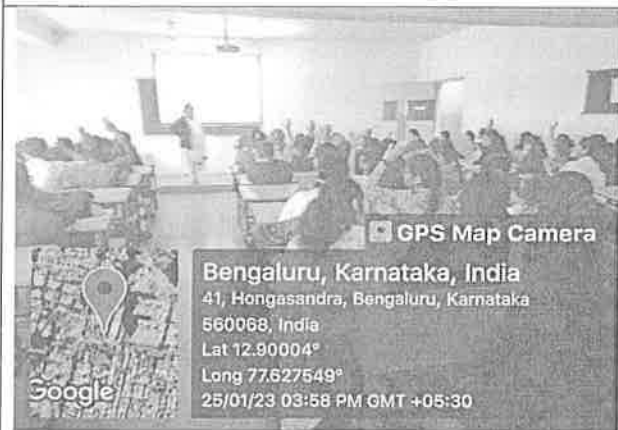 GPS Map Camera
Bengaluru, Karnataka, India
41, Hongasandra, Bengaluru, Karnataka
560068, India
Lat 12.90004°
Long 77.627549°
25/01/23 03:58 PM GMT +05:30
Google